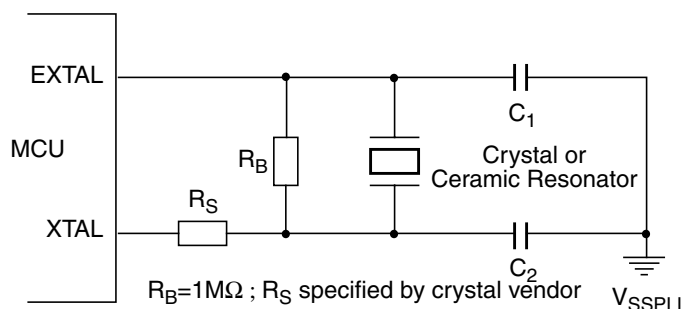 EXTAL
C1
MCU
RB
Crystal or
Ceramic Resonator
RS
XTAL
C2
RB=1MΩ ; RS specified by crystal vendor
VSSPLL